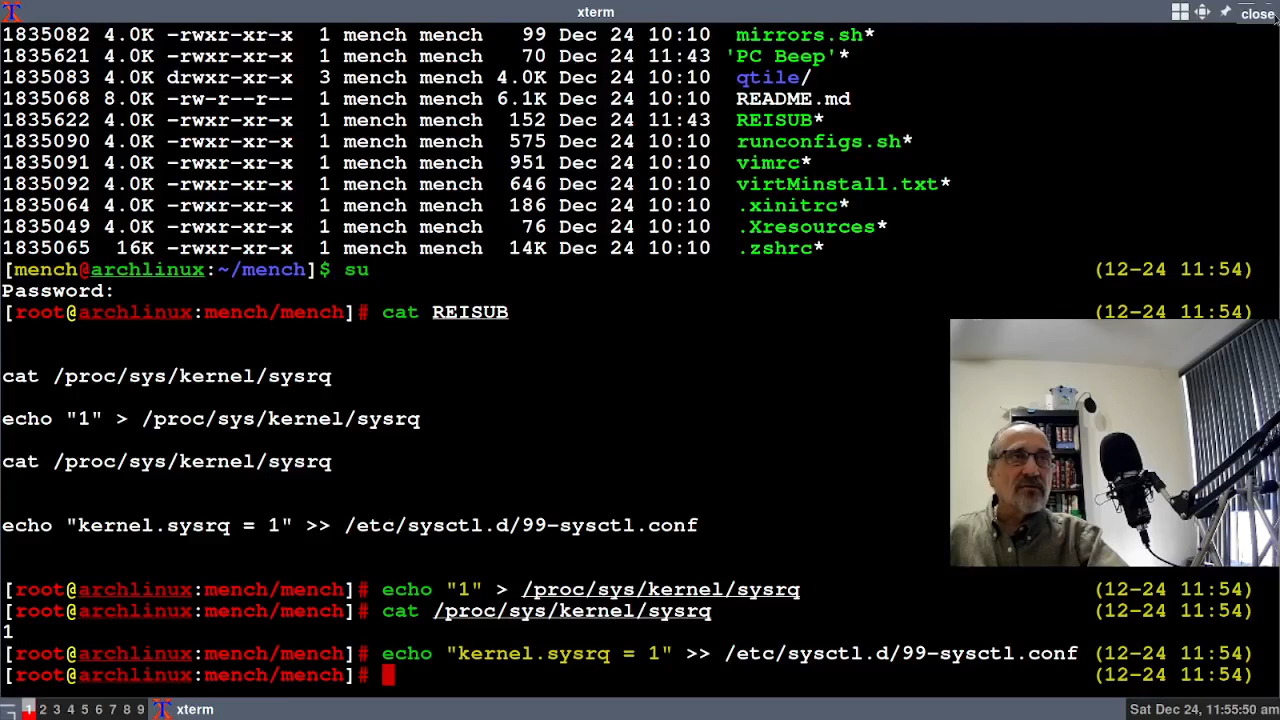 xterm
close
1835082 4.0K -rwxr-xr-x  1 mench mench   99 Dec 24 10:10  mirrors.sh*
1835621 4.0K -rwxr-xr-x  1 mench mench   70 Dec 24 11:43 'PC Beep'*
1835083 4.0K drwxr-xr-x  3 mench mench 4.0K Dec 24 10:10  qtile/
1835068 8.0K -rw-r--r--  1 mench mench 6.1K Dec 24 10:10  README.md
1835622 4.0K -rwxr-xr-x  1 mench mench  152 Dec 24 11:43  REISUB*
1835090 4.0K -rwxr-xr-x  1 mench mench  575 Dec 24 10:10  runconfigs.sh*
1835091 4.0K -rwxr-xr-x  1 mench mench  951 Dec 24 10:10  vimrc*
1835092 4.0K -rwxr-xr-x  1 mench mench  646 Dec 24 10:10  virtMinstall.txt*
1835064 4.0K -rwxr-xr-x  1 mench mench  186 Dec 24 10:10  .xinitrc*
1835049 4.0K -rwxr-xr-x  1 mench mench   76 Dec 24 10:10  .Xresources*
1835065  16K -rwxr-xr-x  1 mench mench  14K Dec 24 10:10  .zshrc*
[mench@archlinux:~/mench]$ su (12-24 11:54)
Password:
[root@archlinux:mench/mench]# cat REISUB (12-24 11:54)
cat /proc/sys/kernel/sysrq
echo "1" > /proc/sys/kernel/sysrq
cat /proc/sys/kernel/sysrq
echo "kernel.sysrq = 1" >> /etc/sysctl.d/99-sysctl.conf
[root@archlinux:mench/mench]# echo "1" > /proc/sys/kernel/sysrq (12-24 11:54)
[root@archlinux:mench/mench]# cat /proc/sys/kernel/sysrq (12-24 11:54)
1
[root@archlinux:mench/mench]# echo "kernel.sysrq = 1" >> /etc/sysctl.d/99-sysctl.conf (12-24 11:54)
[root@archlinux:mench/mench]# (12-24 11:54)
1 2 3 4 5 6 7 8 9 xterm Sat Dec 24, 11:55:50 am